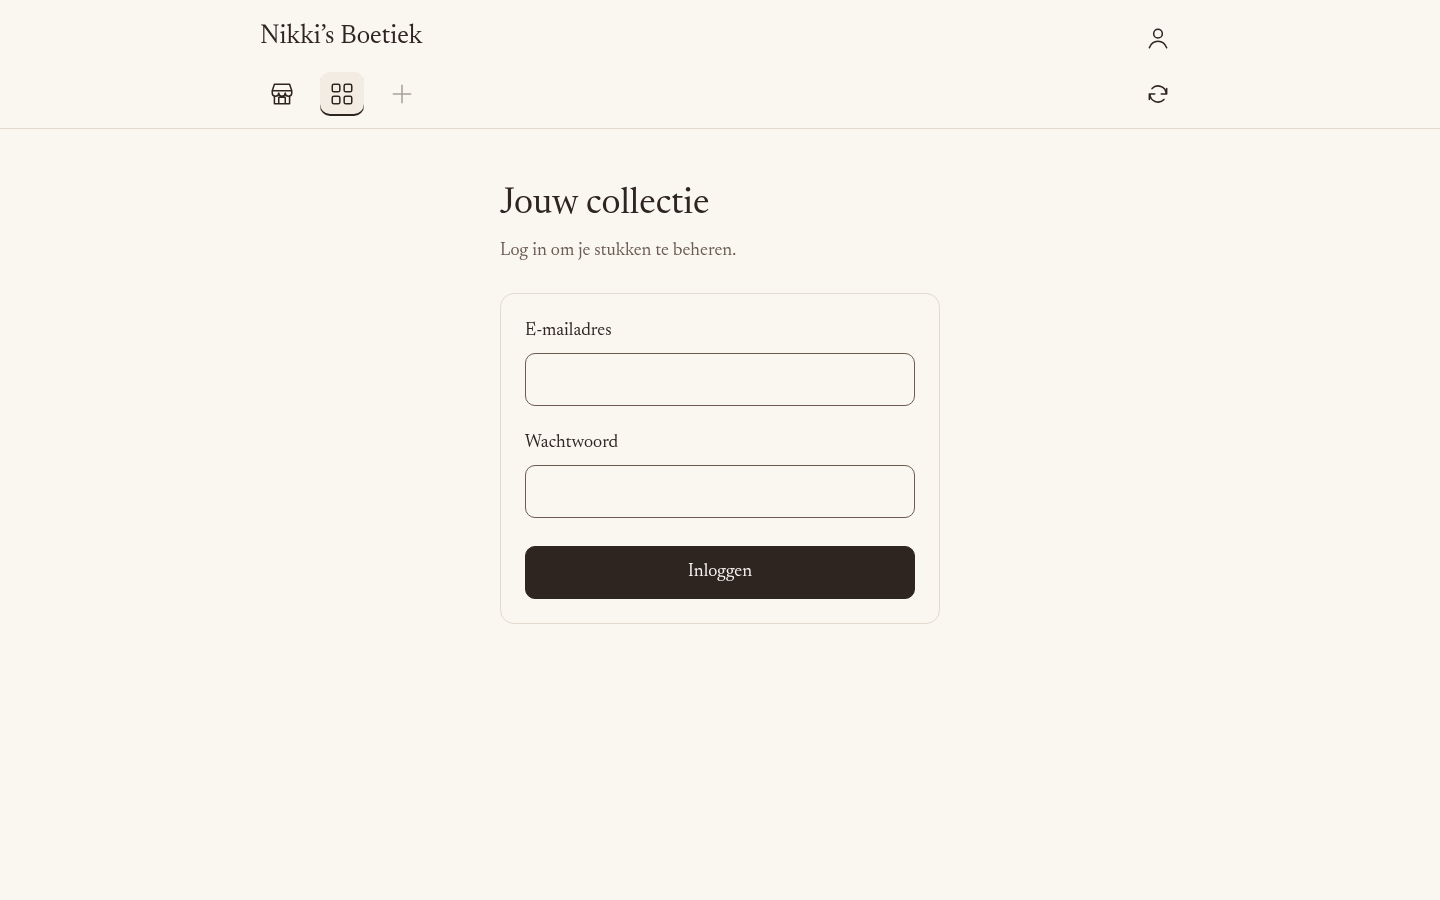 Nikki’s Boetiek
Jouw collectie
Log in om je stukken te beheren.
E-mailadres
Wachtwoord
Inloggen